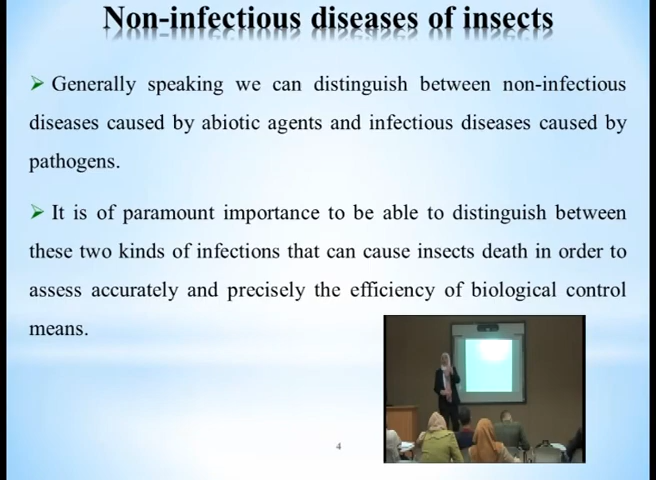 Non-infectious diseases of insects
➢ Generally speaking we can distinguish between non-infectious
diseases caused by abiotic agents and infectious diseases caused by
pathogens.
➢ It is of paramount importance to be able to distinguish between
these two kinds of infections that can cause insects death in order to
assess accurately and precisely the efficiency of biological control
means.
4